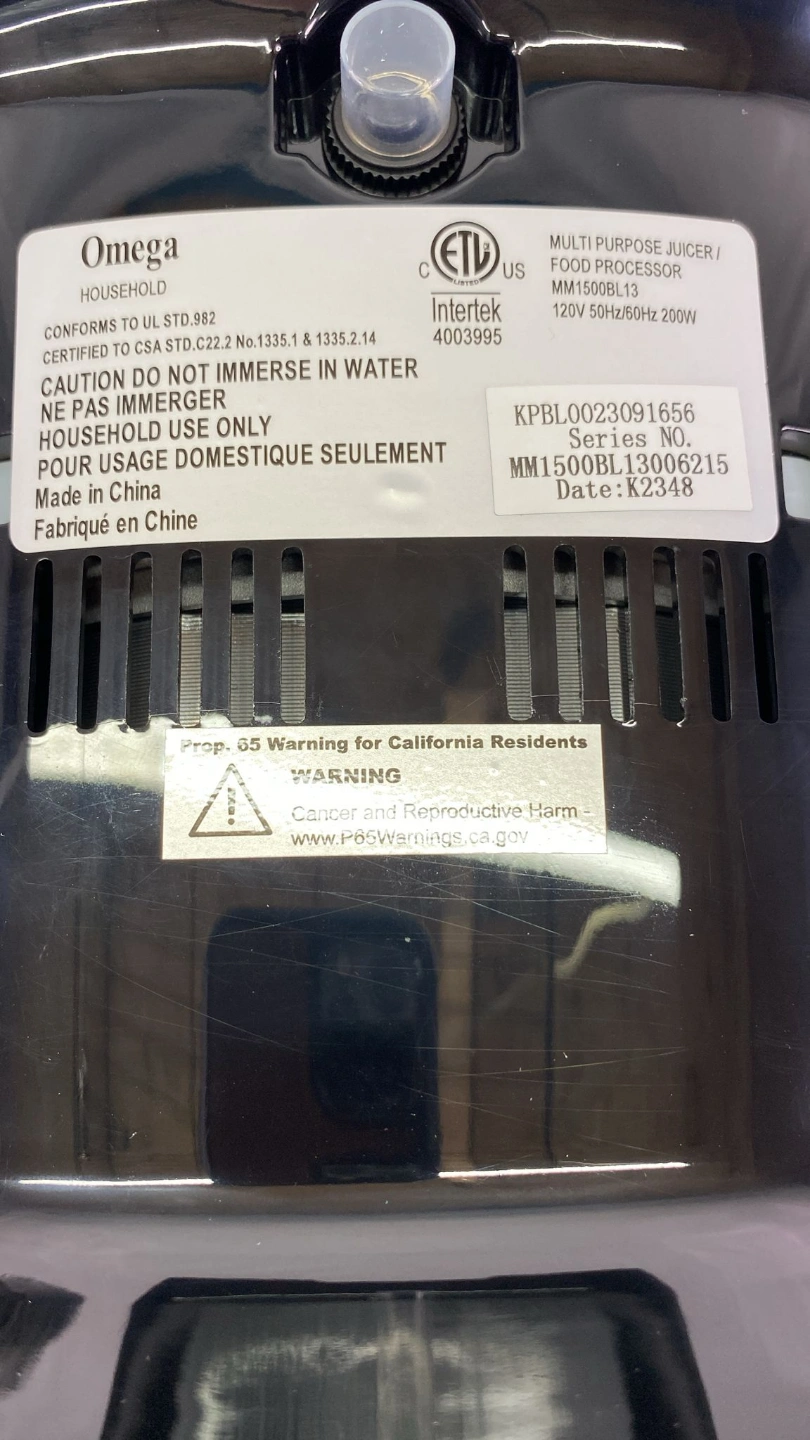 Omega
HOUSEHOLD
CONFORMS TO UL STD.982
CERTIFIED TO CSA STD.C22.2 No.1335.1 & 1335.2.14
CAUTION DO NOT IMMERSE IN WATER
NE PAS IMMERGER
HOUSEHOLD USE ONLY
POUR USAGE DOMESTIQUE SEULEMENT
Made in China
Fabriqué en Chine
C ETL US
LISTED
Intertek
4003995
MULTI PURPOSE JUICER /
FOOD PROCESSOR
MM1500BL13
120V 50Hz/60Hz 200W
KPBL0023091656
Series NO.
MM1500BL13006215
Date:K2348
Prop. 65 Warning for California Residents
WARNING
Cancer and Reproductive Harm -
www.P65Warnings.ca.gov